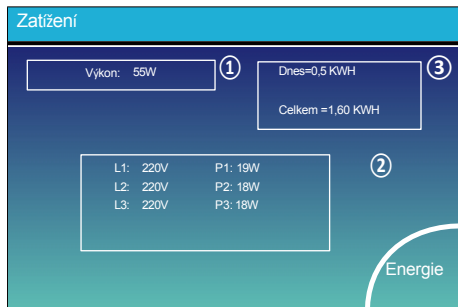 Zatížení
Výkon: 55W
①
Dnes=0,5 KWH
③
Celkem =1,60 KWH
L1: 220V P1: 19W
②
L2: 220V P2: 18W
L3: 220V P3: 18W
Energie